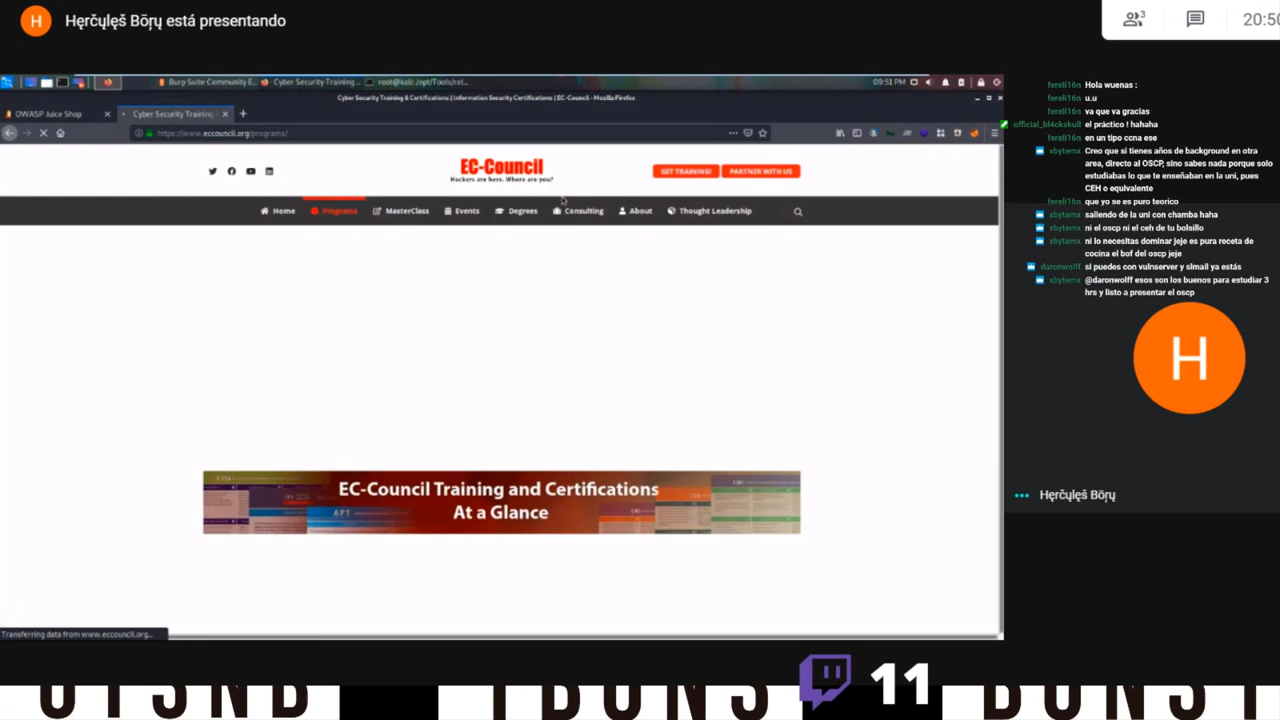 H
Hęrčųlęš Bōŗų está presentando
3
20:50
Burp Suite Community E...
Cyber Security Training ...
root@kali: /opt/Tools/rel...
09:51 PM
Cyber Security Training & Certifications | Information Security Certifications | EC-Council - Mozilla Firefox
OWASP Juice Shop
Cyber Security Training
https://www.eccouncil.org/programs/
EC-Council
Hackers are here. Where are you?
GET TRAINING!
PARTNER WITH US
Home
Programs
MasterClass
Events
Degrees
Consulting
About
Thought Leadership
EC-Council Training and Certifications
At a Glance
APT
Transferring data from www.eccouncil.org...
fereli16n Hola wuenas :
fereli16n u.u
fereli16n va que va gracias
official_bl4ckskull el práctico ! hahaha
fereli16n en un tipo ccna ese
xbytemx Creo que si tienes años de background en otra
area, directo al OSCP, sino sabes nada porque solo
estudiabas lo que te enseñaban en la uni, pues
CEH o equivalente
fereli16n que yo se es puro teorico
xbytemx saliendo de la uni con chamba haha
xbytemx ni el oscp ni el ceh de tu bolsillo
xbytemx ni lo necesitas dominar jeje es pura receta de
cocina el bof del oscp jeje
daronwolff si puedes con vulnserver y slmail ya estás
xbytemx @daronwolff esos son los buenos para estudiar 3
hrs y listo a presentar el oscp
H
Hęrčųlęš Bōŗų
11